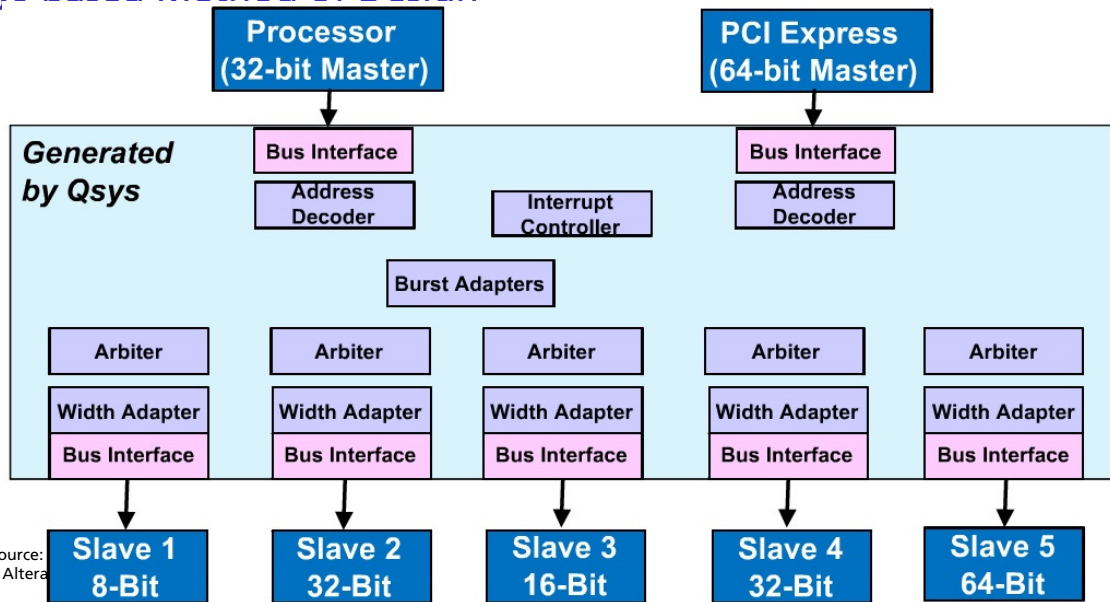 Processor
(32-bit Master)
PCI Express
(64-bit Master)
Generated
by Qsys
Bus Interface
Bus Interface
Address
Decoder
Interrupt
Controller
Address
Decoder
Burst Adapters
Arbiter
Arbiter
Arbiter
Arbiter
Arbiter
Width Adapter
Width Adapter
Width Adapter
Width Adapter
Width Adapter
Bus Interface
Bus Interface
Bus Interface
Bus Interface
Bus Interface
Slave 1
8-Bit
Slave 2
32-Bit
Slave 3
16-Bit
Slave 4
32-Bit
Slave 5
64-Bit
ource:
Altera